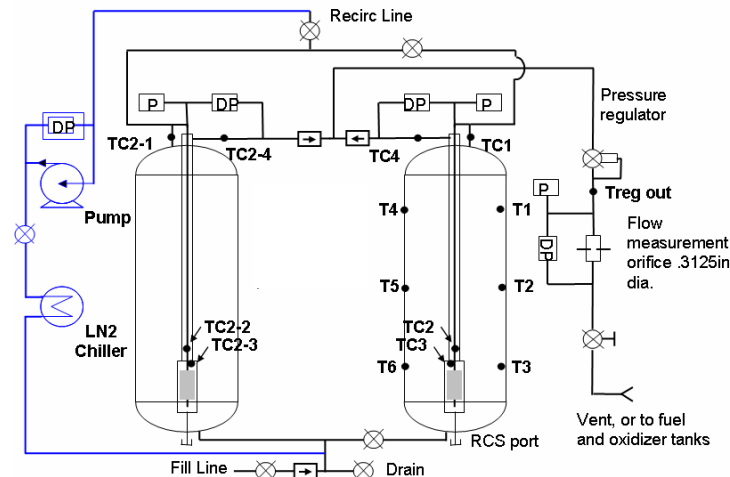 Recirc Line
P
DP
DP
P
DP
TC2-1
TC2-4
TC4
TC1
Pressure
regulator
Pump
T4
T1
P
Treg out
DP
Flow
measurement
orifice .3125in
dia.
T5
T2
LN2
Chiller
TC2-2
TC2-3
TC2
TC3
T6
T3
Vent, or to fuel
and oxidizer tanks
RCS port
Fill Line
Drain